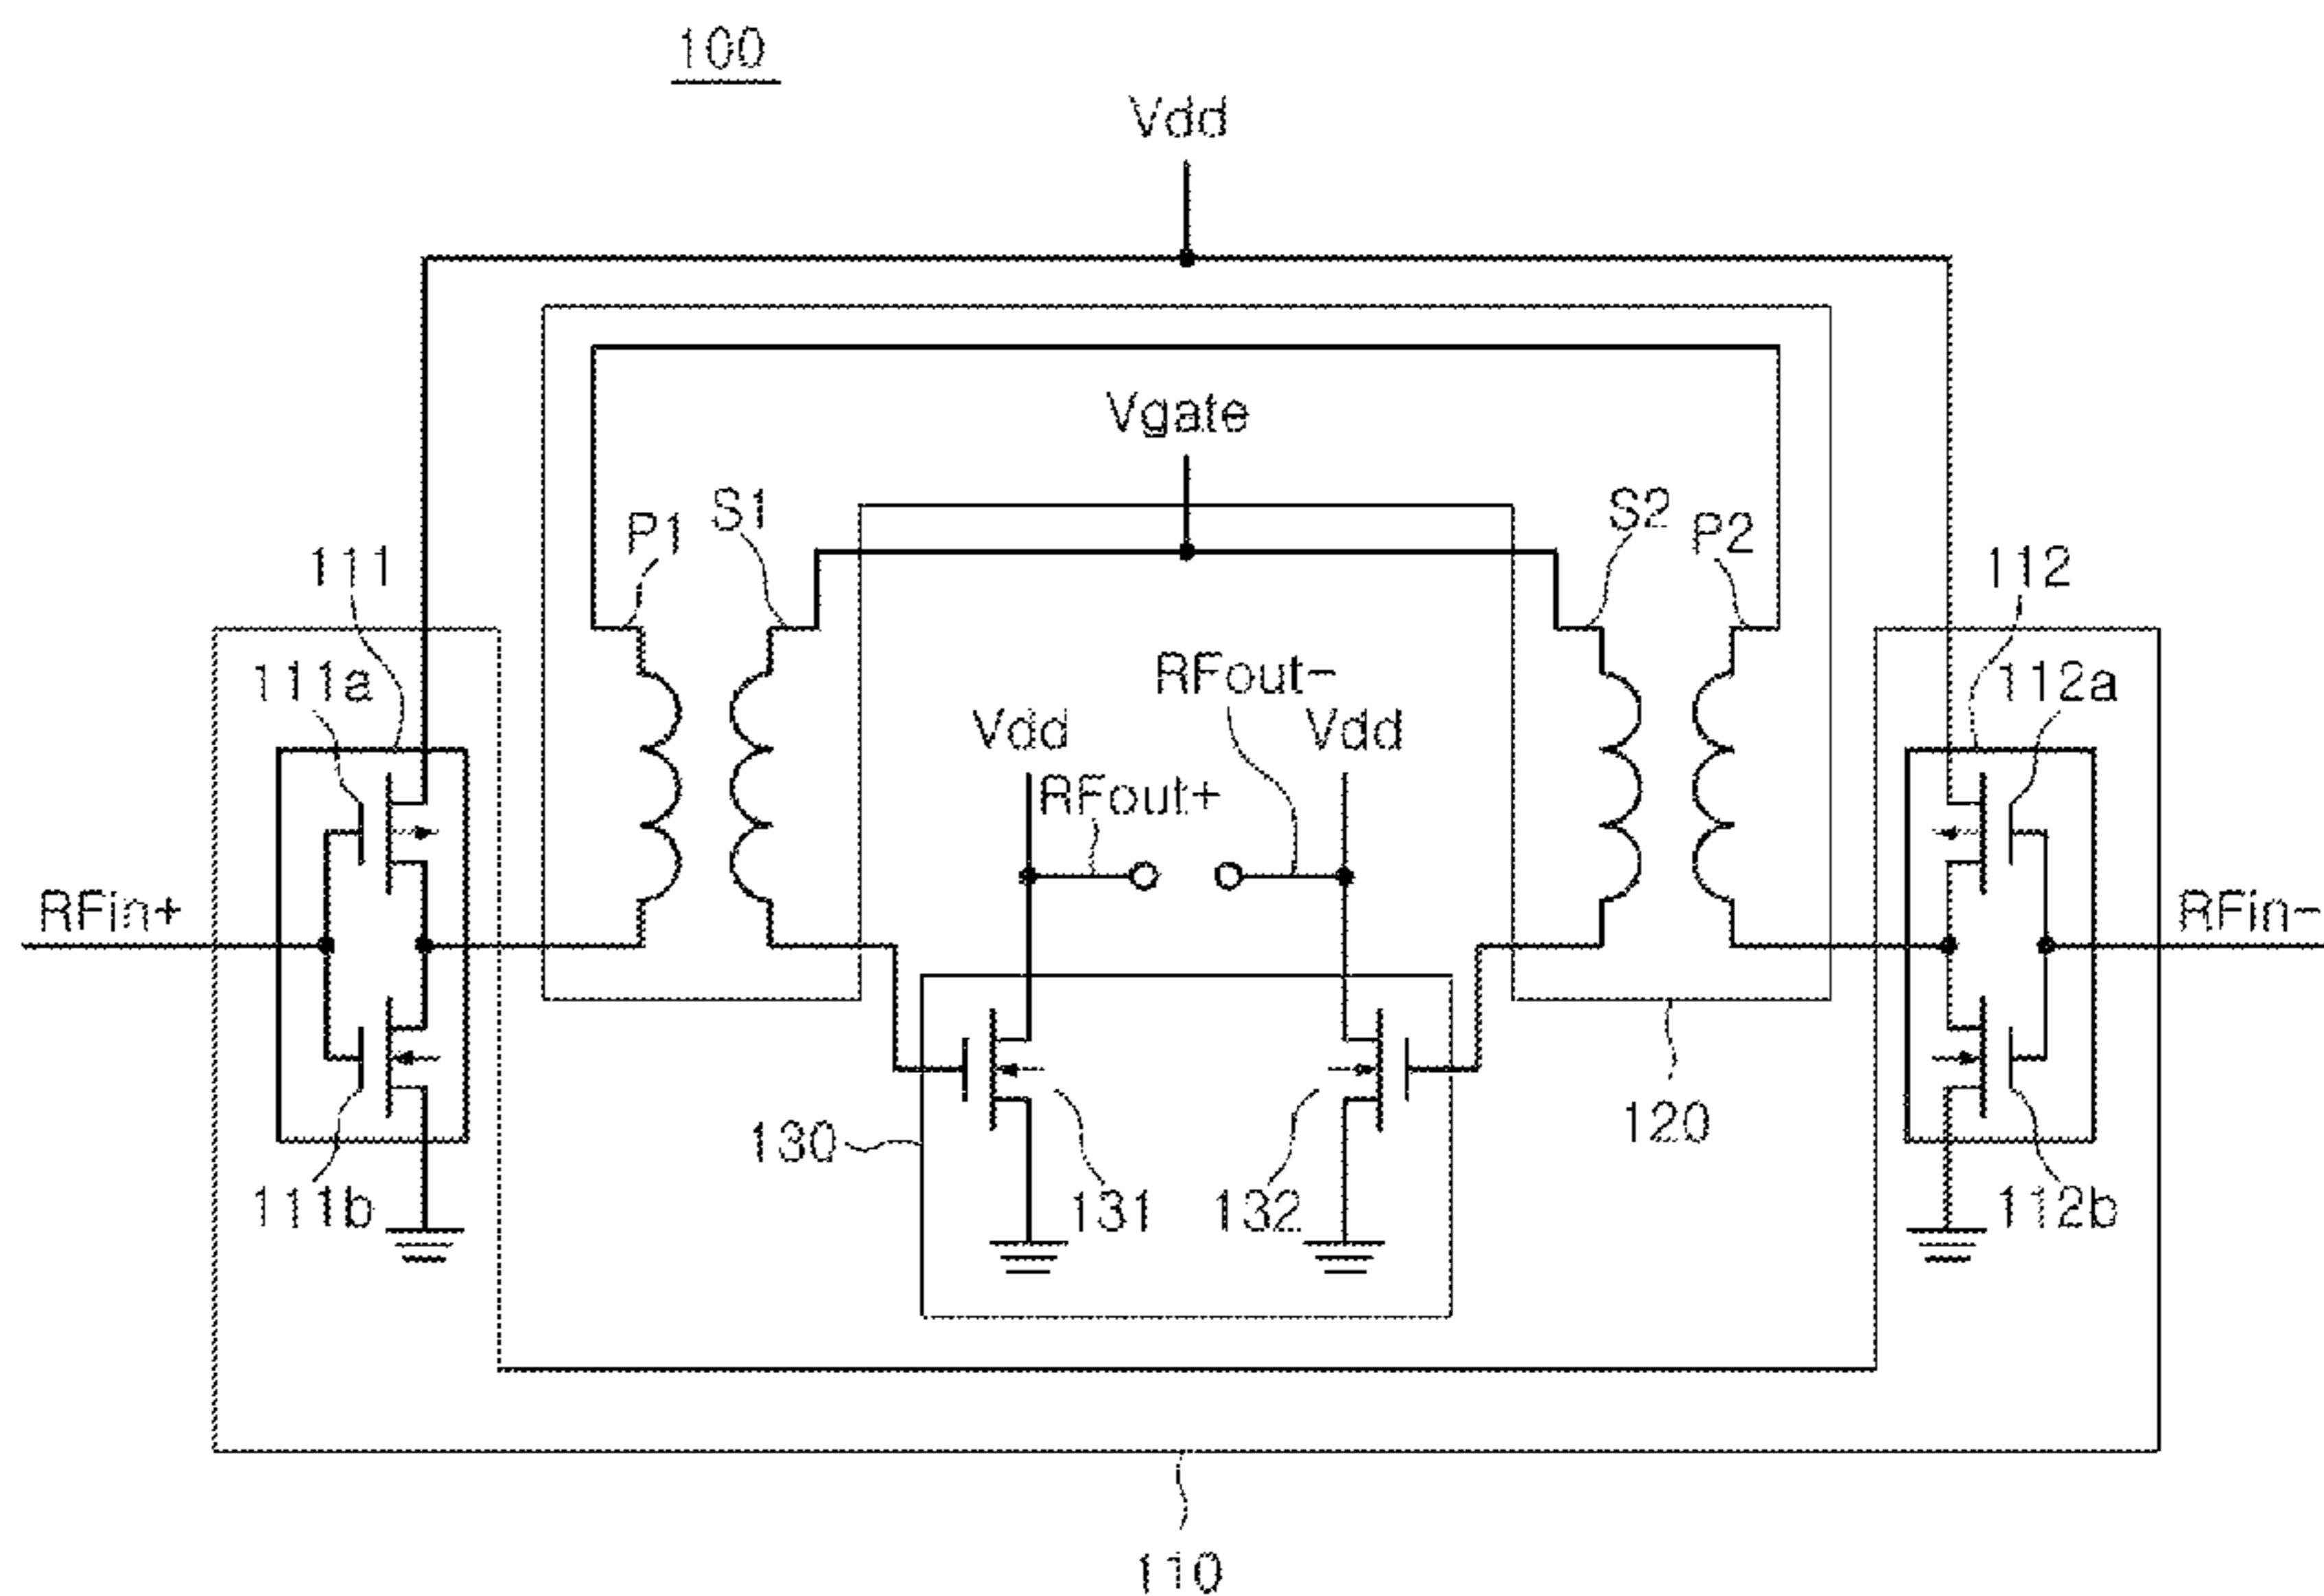 100
Vdd
Vgate
P1 S1 S2 P2
111 112
111a 112a
RFout-
Vdd Vdd
RFout+
RFin+ RFin-
130 131 132 120
111b 112b
110